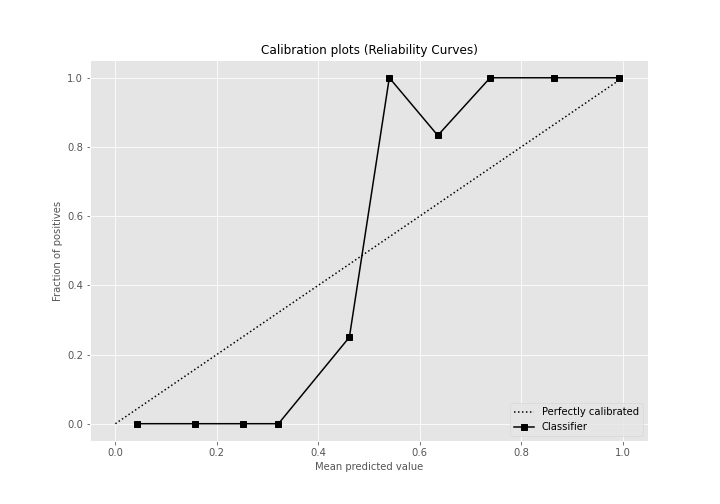 Calibration plots (Reliability Curves)
1.0
0.8
0.6
0.4
0.2
0.0
Fraction of positives
0.0 0.2 0.4 0.6 0.8 1.0
Mean predicted value
Perfectly calibrated
Classifier